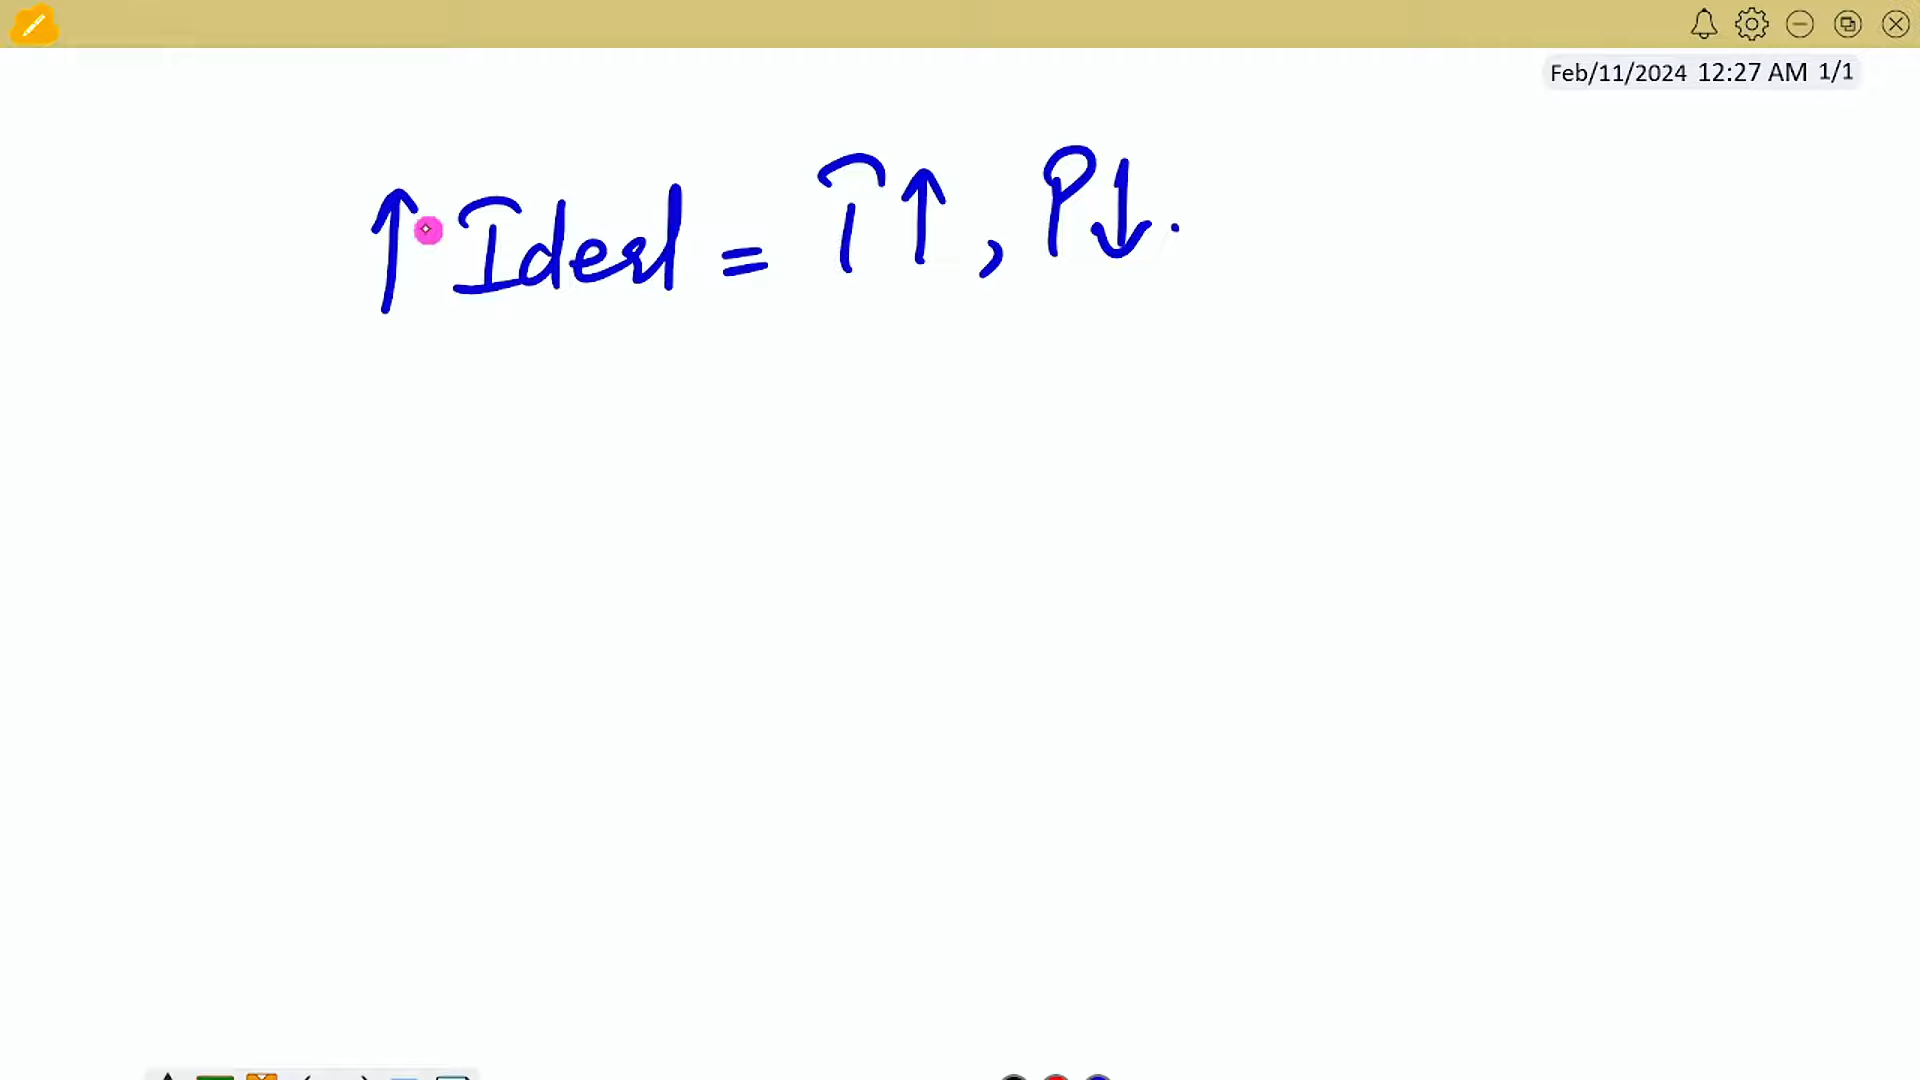 Feb/11/2024 12:27 AM 1/1
↑ Ideal = T↑, P↓.